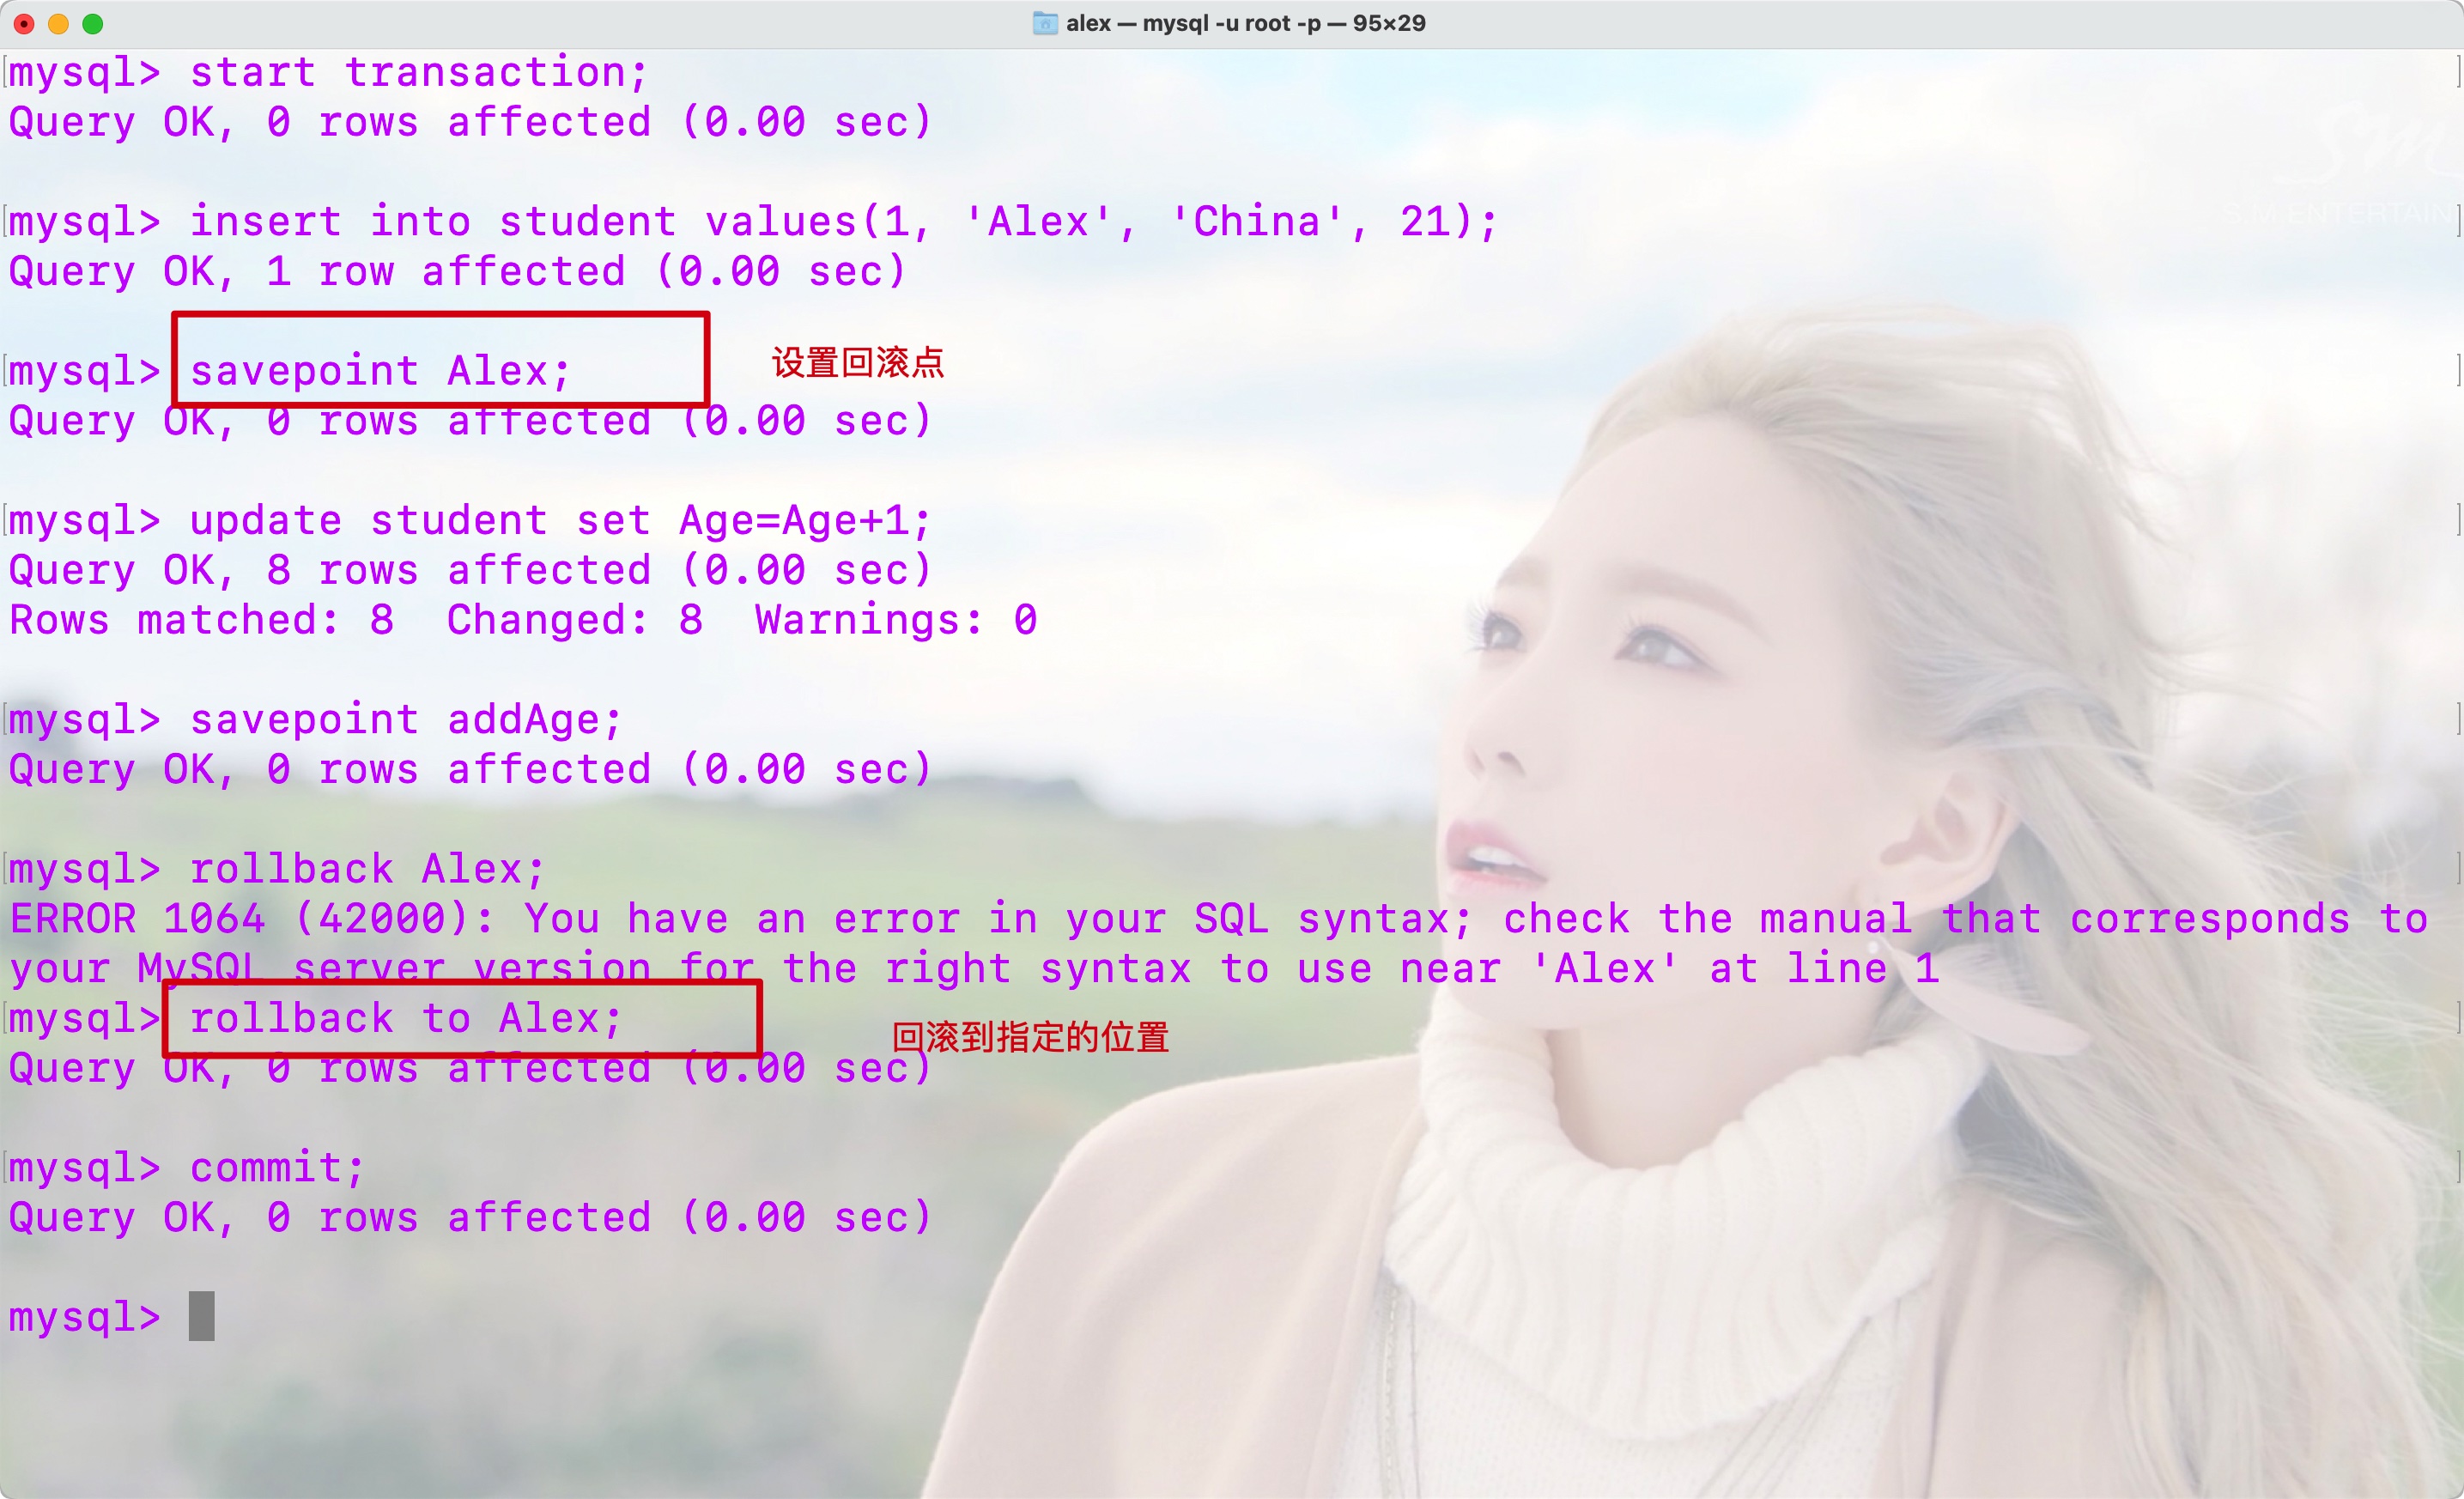 alex — mysql -u root -p — 95×29
mysql> start transaction;
Query OK, 0 rows affected (0.00 sec)
mysql> insert into student values(1, 'Alex', 'China', 21);
Query OK, 1 row affected (0.00 sec)
mysql> savepoint Alex;
设置回滚点
Query OK, 0 rows affected (0.00 sec)
mysql> update student set Age=Age+1;
Query OK, 8 rows affected (0.00 sec)
Rows matched: 8  Changed: 8  Warnings: 0
mysql> savepoint addAge;
Query OK, 0 rows affected (0.00 sec)
mysql> rollback Alex;
ERROR 1064 (42000): You have an error in your SQL syntax; check the manual that corresponds to
your MySQL server version for the right syntax to use near 'Alex' at line 1
mysql> rollback to Alex;
回滚到指定的位置
Query OK, 0 rows affected (0.00 sec)
mysql> commit;
Query OK, 0 rows affected (0.00 sec)
mysql>